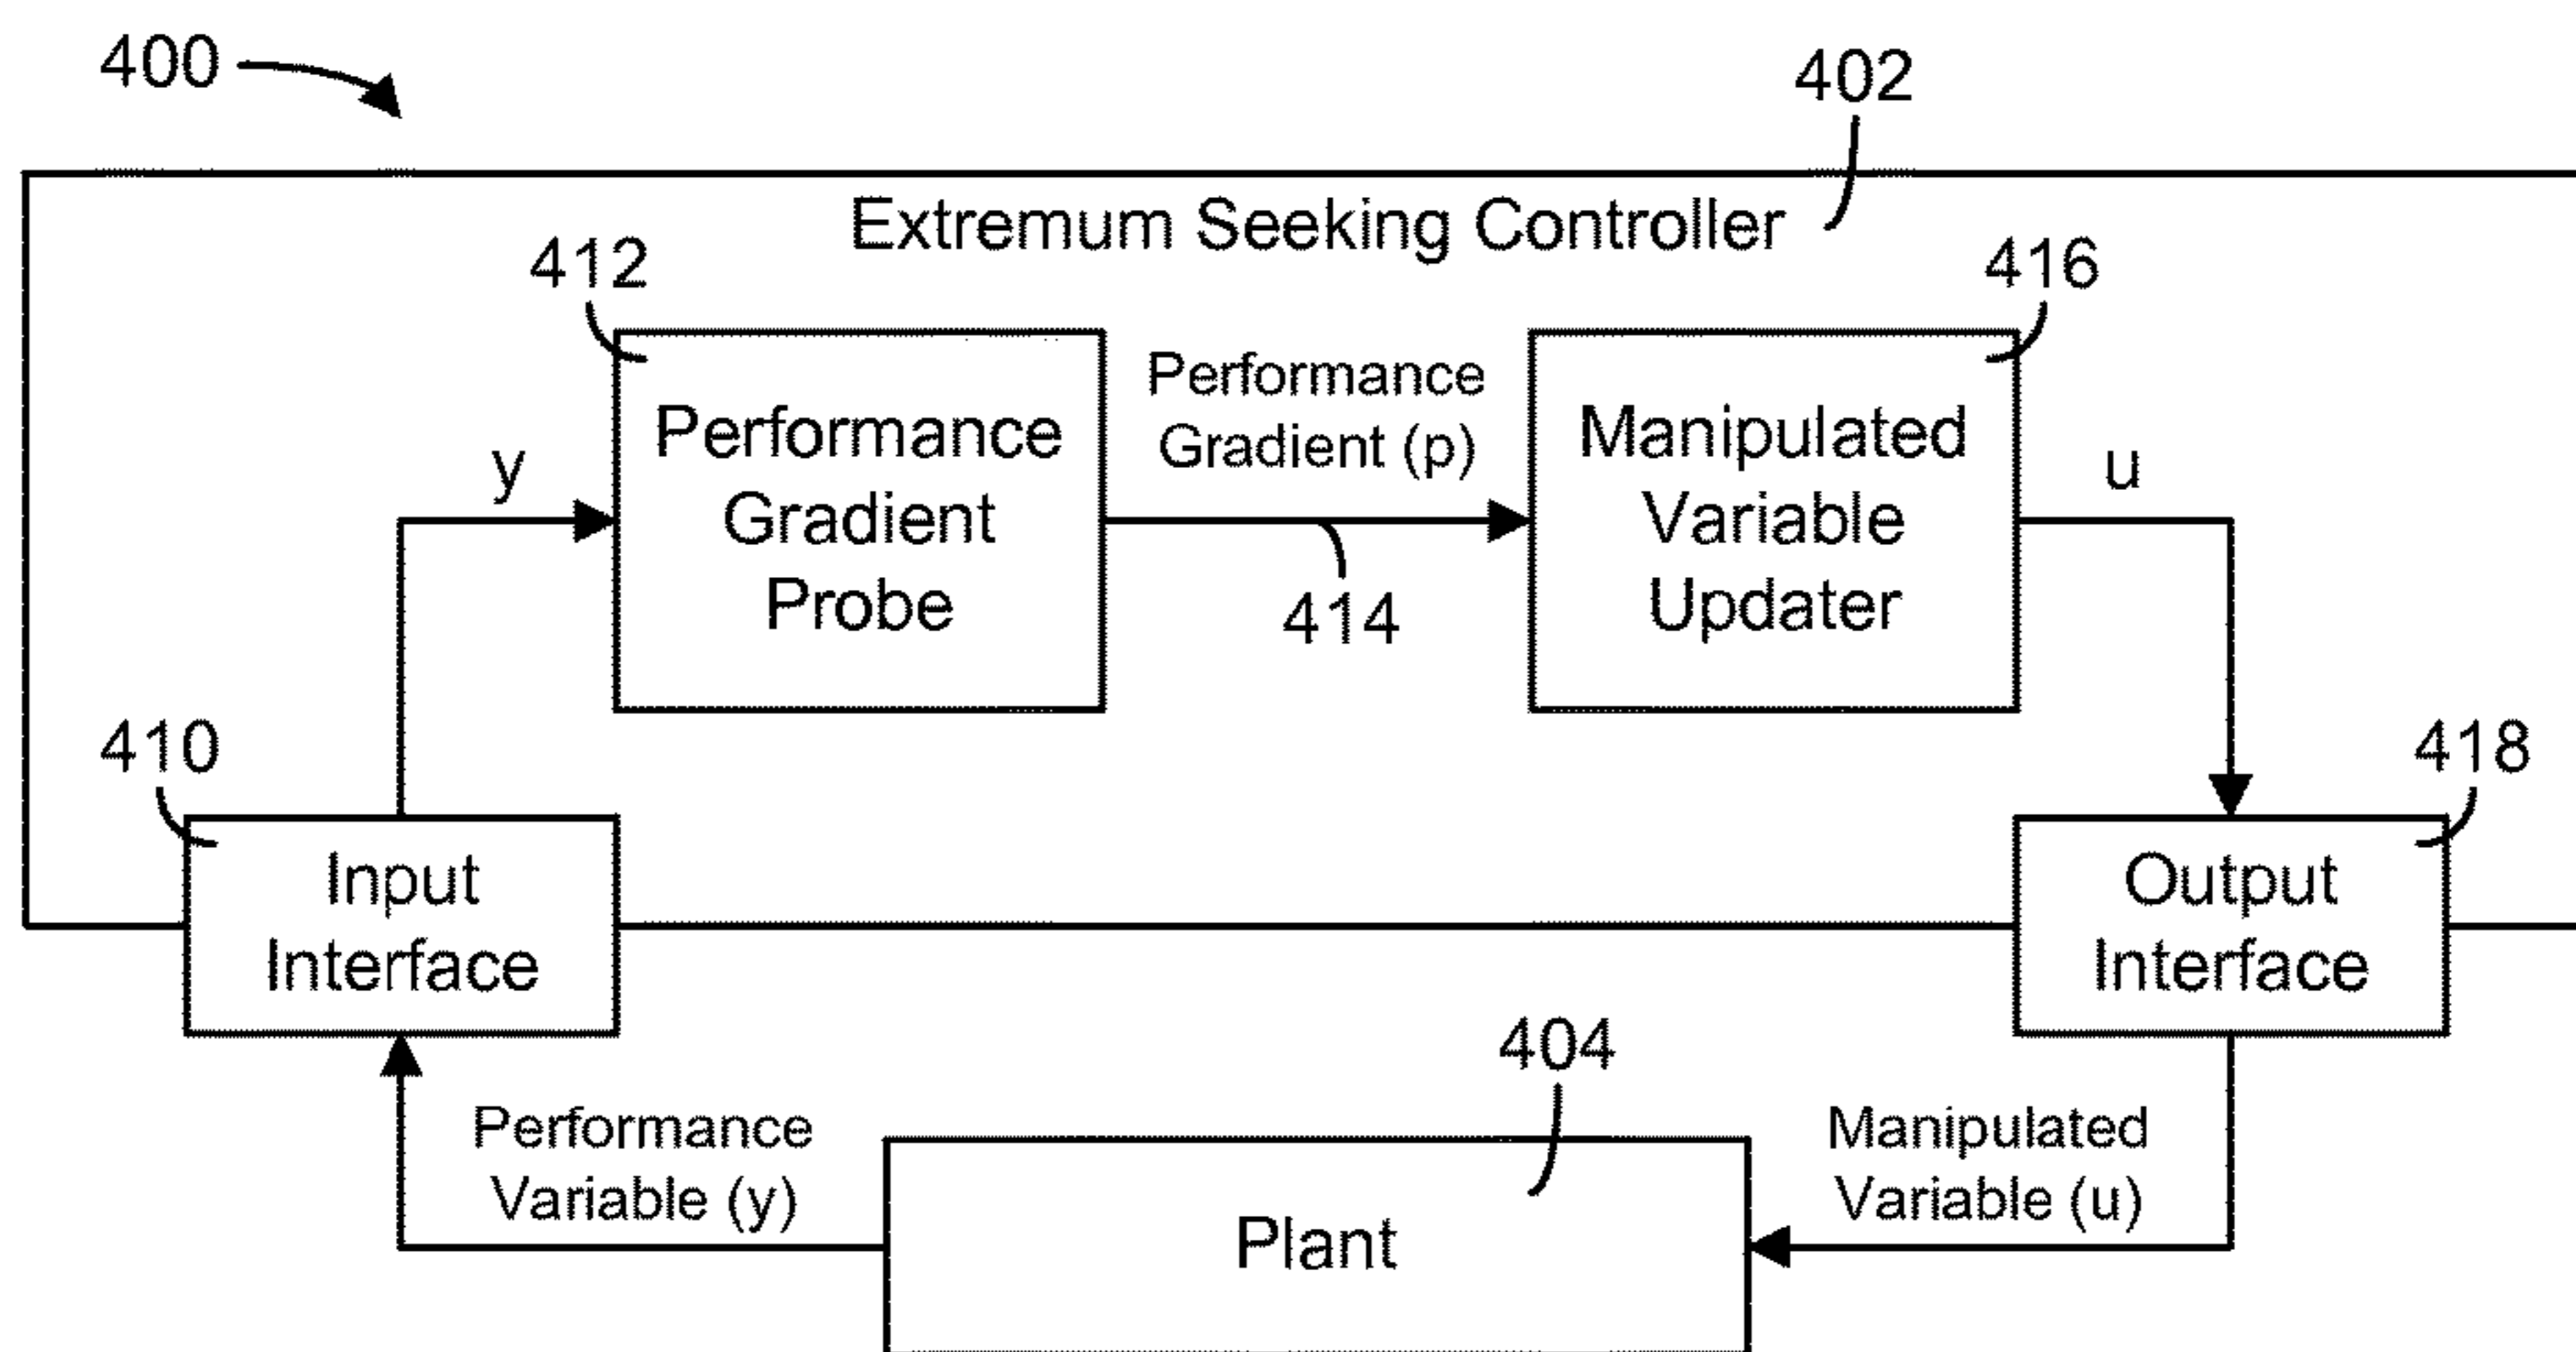 400
402
Extremum Seeking Controller
412
416
Performance
Gradient
Probe
Performance
Gradient (p)
414
Manipulated
Variable
Updater
y
u
410
418
Input
Interface
Output
Interface
404
Performance
Variable (y)
Plant
Manipulated
Variable (u)